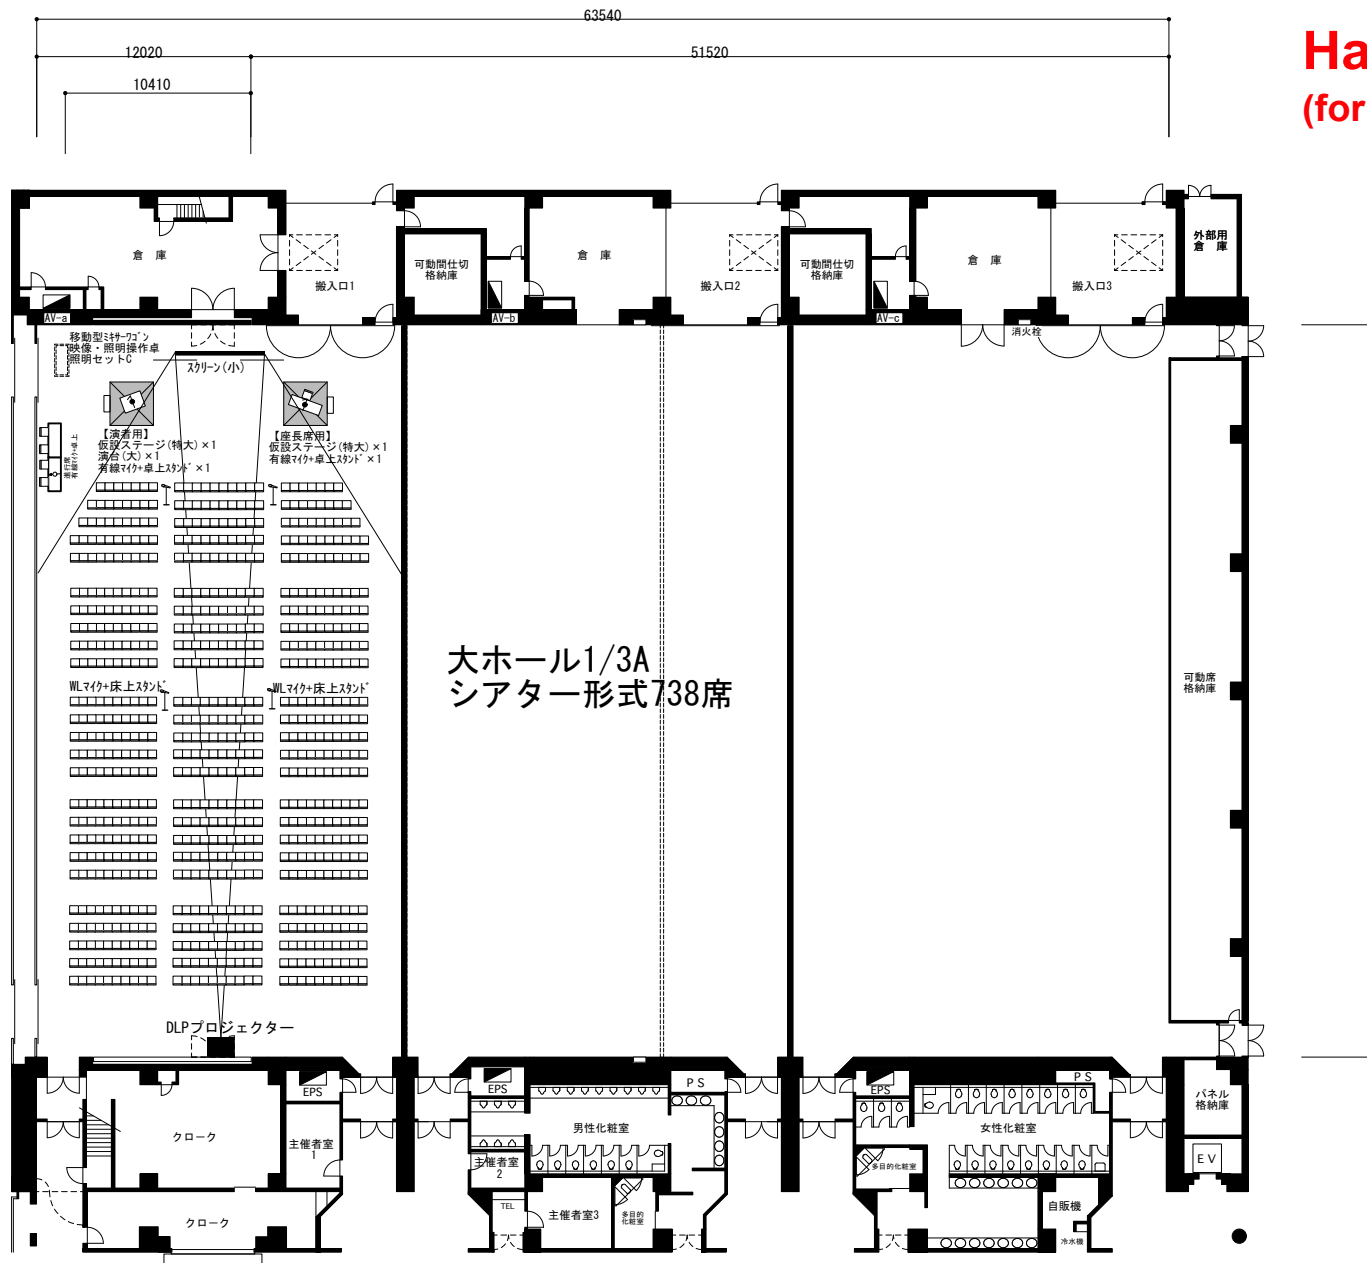 63540
12020
51520
10410
Ha
(for
倉 庫
搬入口1
可動間仕切
格納庫
倉 庫
搬入口2
可動間仕切
格納庫
倉 庫
搬入口3
外部用
倉 庫
AV-a
AV-b
AV-c
消火栓
移動型ﾐｷｻｰﾜｺﾞﾝ
映像・照明操作卓
照明セットC
ｽｸﾘｰﾝ(小)
【演者用】
仮設ステージ(特大)×1
演台(大)×1
有線ﾏｲｸ+卓上ｽﾀﾝﾄﾞ×1
【座長席用】
仮設ステージ(特大)×1
有線ﾏｲｸ+卓上ｽﾀﾝﾄﾞ×1
進行席
有線ﾏｲｸ+卓上
大ホール1/3A
シアター形式738席
WLマイク+床上ｽﾀﾝﾄﾞ
WLマイク+床上ｽﾀﾝﾄﾞ
可動席
格納庫
DLPプロジェクター
EPS
EPS
PS
EPS
PS
パネル
格納庫
クローク
主催者室
1
男性化粧室
女性化粧室
主催者室
2
多目的化粧室
EV
クローク
TEL
主催者室3
多目的
化粧室
自販機
冷水機